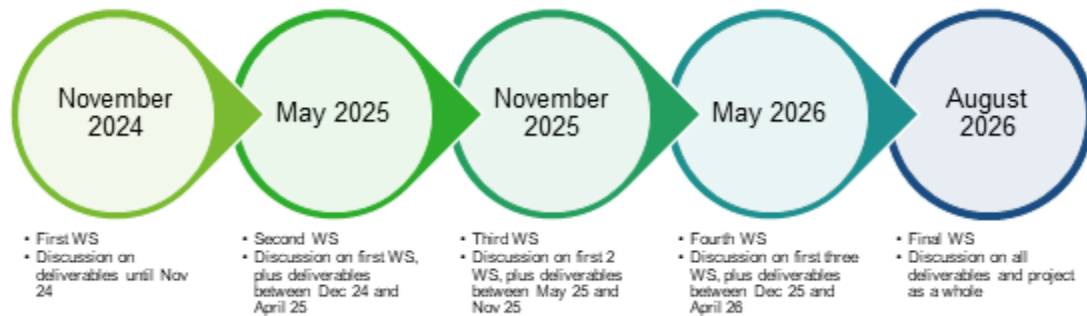 November
2024
May 2025
November
2025
May 2026
August
2026
• First WS
• Discussion on
deliverables until Nov
24
• Second WS
• Discussion on first WS,
plus deliverables
between Dec 24 and
April 25
• Third WS
• Discussion on first 2
WS, plus deliverables
between May 25 and
Nov 25
• Fourth WS
• Discussion on first three
WS, plus deliverables
between Dec 25 and
April 26
• Final WS
• Discussion on all
deliverables and project
as a whole